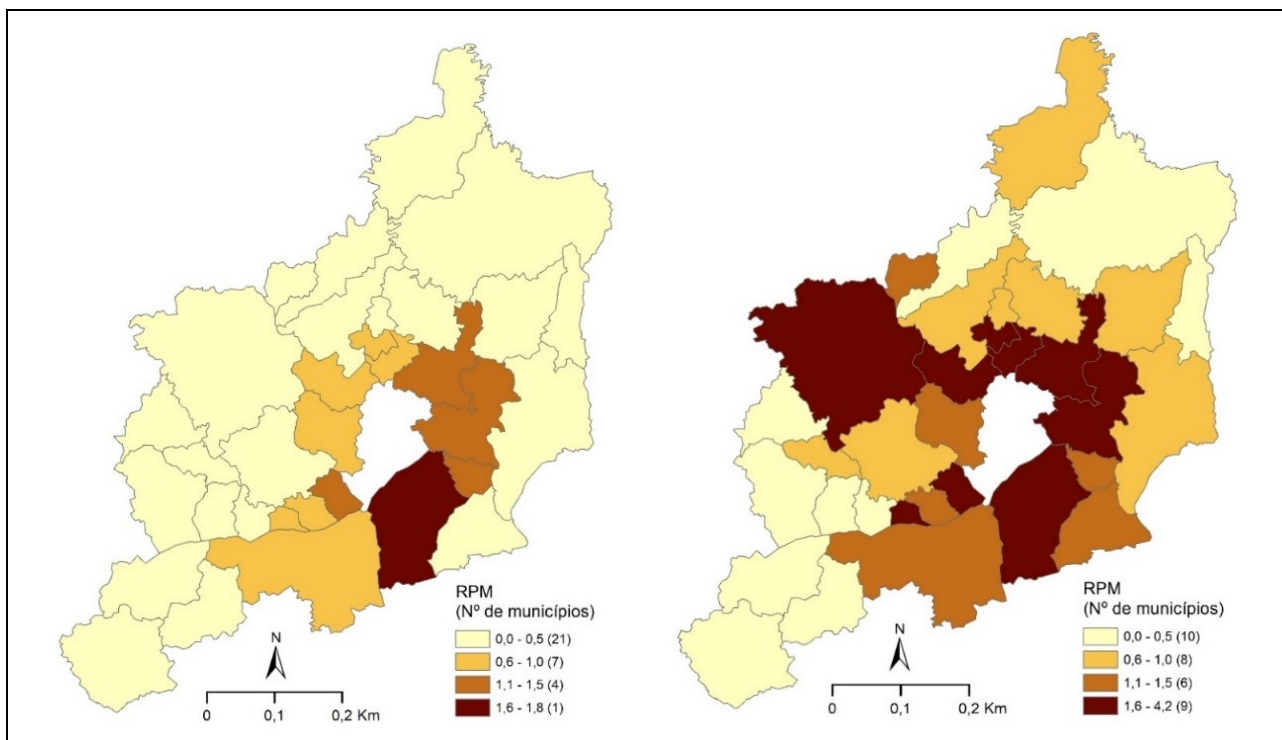 N
0 0,1 0,2 Km
RPM
(Nº de municípios)
0,0 - 0,5 (21)
0,6 - 1,0 (7)
1,1 - 1,5 (4)
1,6 - 1,8 (1)
N
0 0,1 0,2 Km
RPM
(Nº de municípios)
0,0 - 0,5 (10)
0,6 - 1,0 (8)
1,1 - 1,5 (6)
1,6 - 4,2 (9)